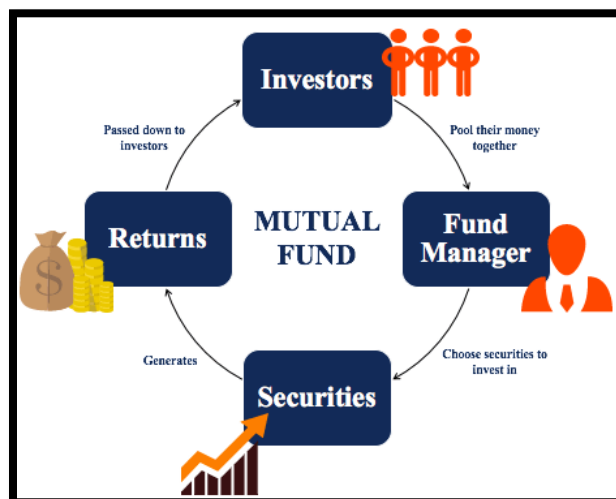 Investors
Pool their money
together
Fund
Manager
Choose securities to
invest in
Securities
Generates
Returns
Passed down to
investors
MUTUAL
FUND
$